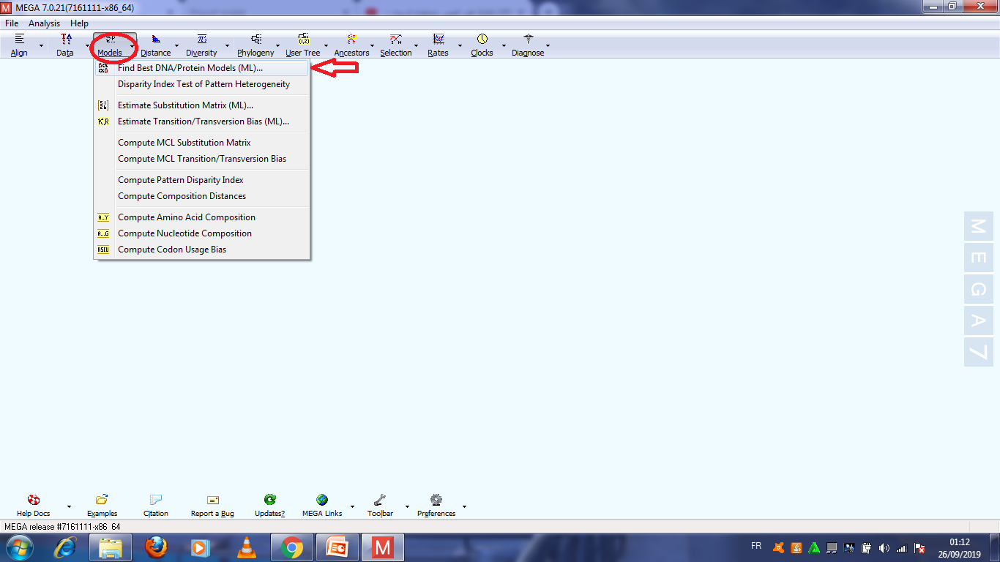 MEGA 7.0.21(7161111-x86_64)
File Analysis Help
Align Data Models Distance Diversity Phylogeny User Tree Ancestors Selection Rates Clocks Diagnose
Find Best DNA/Protein Models (ML)...
Disparity Index Test of Pattern Heterogeneity
Estimate Substitution Matrix (ML)...
Estimate Transition/Transversion Bias (ML)...
Compute MCL Substitution Matrix
Compute MCL Transition/Transversion Bias
Compute Pattern Disparity Index
Compute Composition Distances
A...Y Compute Amino Acid Composition
A...G Compute Nucleotide Composition
RSCU Compute Codon Usage Bias
M
E
G
A
7
Help Docs Examples Citation Report a Bug Updates? MEGA Links Toolbar Preferences
MEGA release #7161111-x86 64
FR
01:12
26/09/2019